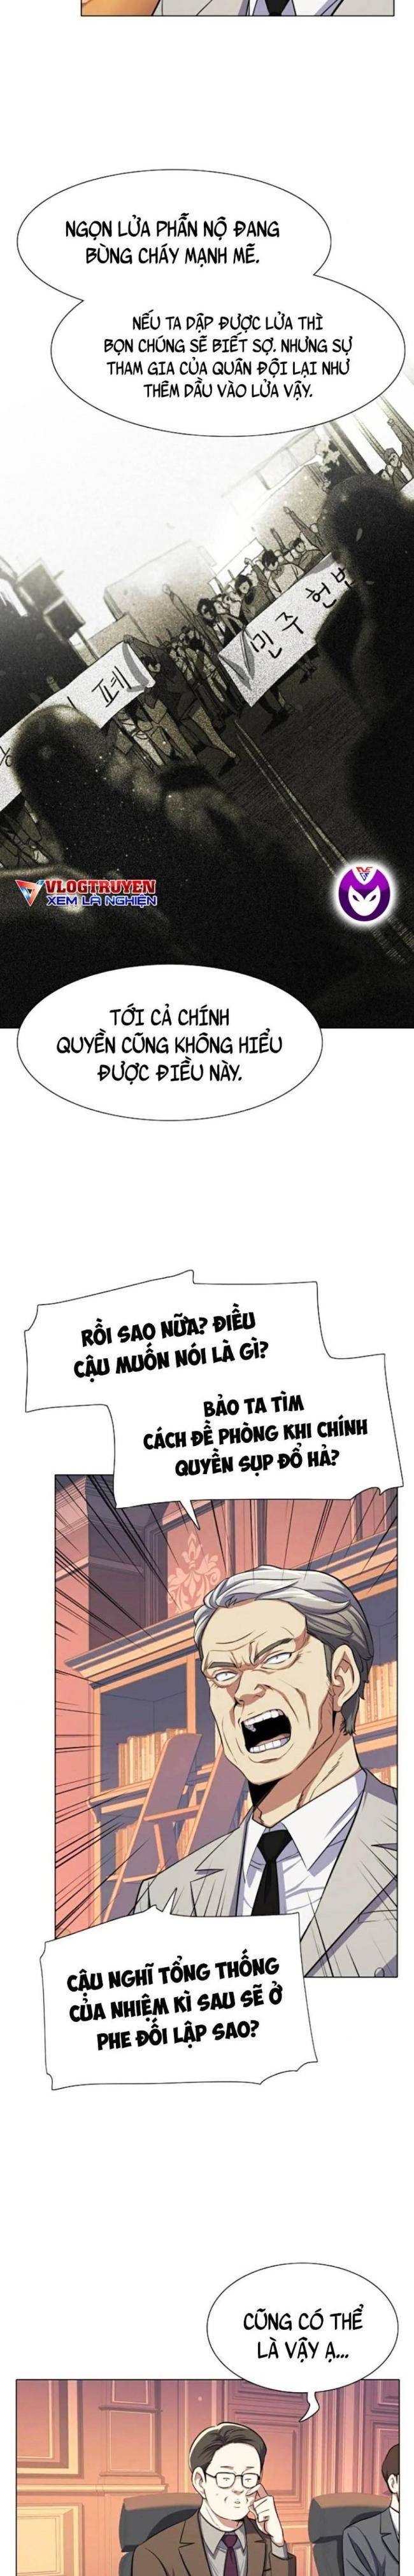 NGỌN LỬA PHẪN NỘ ĐANG
BÙNG CHÁY MẠNH MẼ.
NẾU TA DẬP ĐƯỢC LỬA THÌ
BỌN CHÚNG SẼ BIẾT SỢ. NHƯNG SỰ
THAM GIA CỦA QUÂN ĐỘI LẠI NHƯ
THÊM DẦU VÀO LỬA VẬY.
민주헌법
폐
VLOGTRUYEN
XEM LÀ NGHIỆN
TỚI CẢ CHÍNH
QUYỀN CŨNG KHÔNG HIỂU
ĐƯỢC ĐIỀU NÀY.
RỒI SAO NỮA? ĐIỀU
CẬU MUỐN NÓI LÀ GÌ?
BẢO TA TÌM
CÁCH ĐỀ PHÒNG KHI CHÍNH
QUYỀN SỤP ĐỔ HẢ?
CẬU NGHĨ TỔNG THỐNG
CỦA NHIỆM KÌ SAU SẼ Ở
PHE ĐỐI LẬP SAO?
CŨNG CÓ THỂ
LÀ VẬY Ạ...